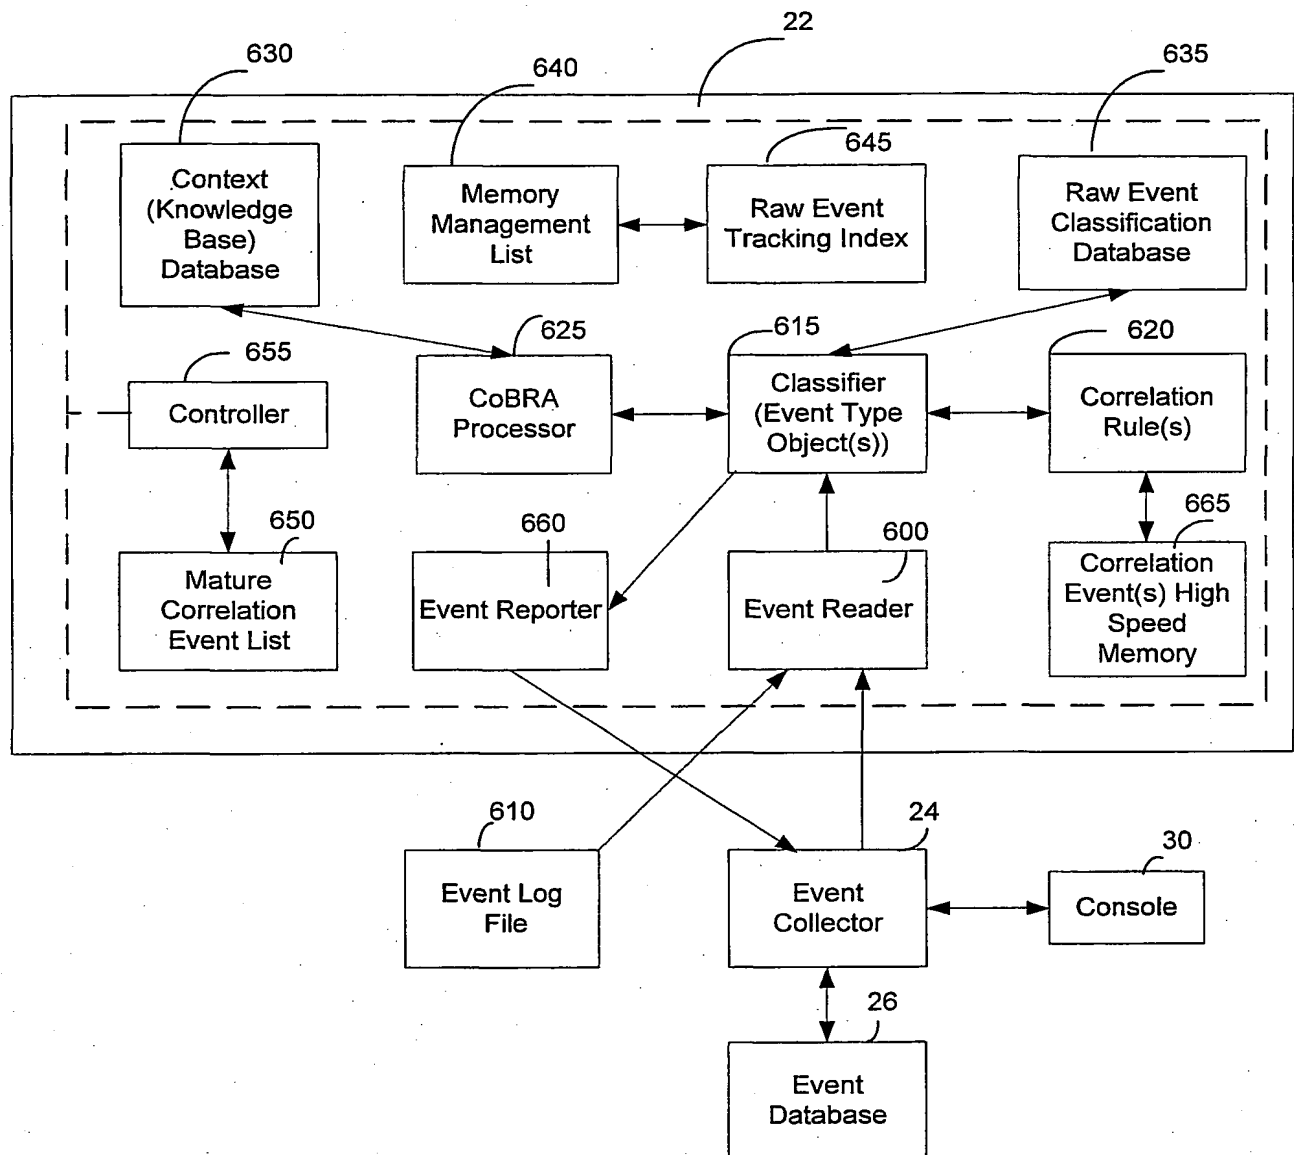 22
630
640
635
645
Context
(Knowledge
Base)
Database
Memory
Management
List
Raw Event
Tracking Index
Raw Event
Classification
Database
625
615
620
655
Controller
CoBRA
Processor
Classifier
(Event Type
Object(s))
Correlation
Rule(s)
650
660
600
665
Mature
Correlation
Event List
Event Reporter
Event Reader
Correlation
Event(s) High
Speed
Memory
610
24
30
Event Log
File
Event
Collector
Console
26
Event
Database